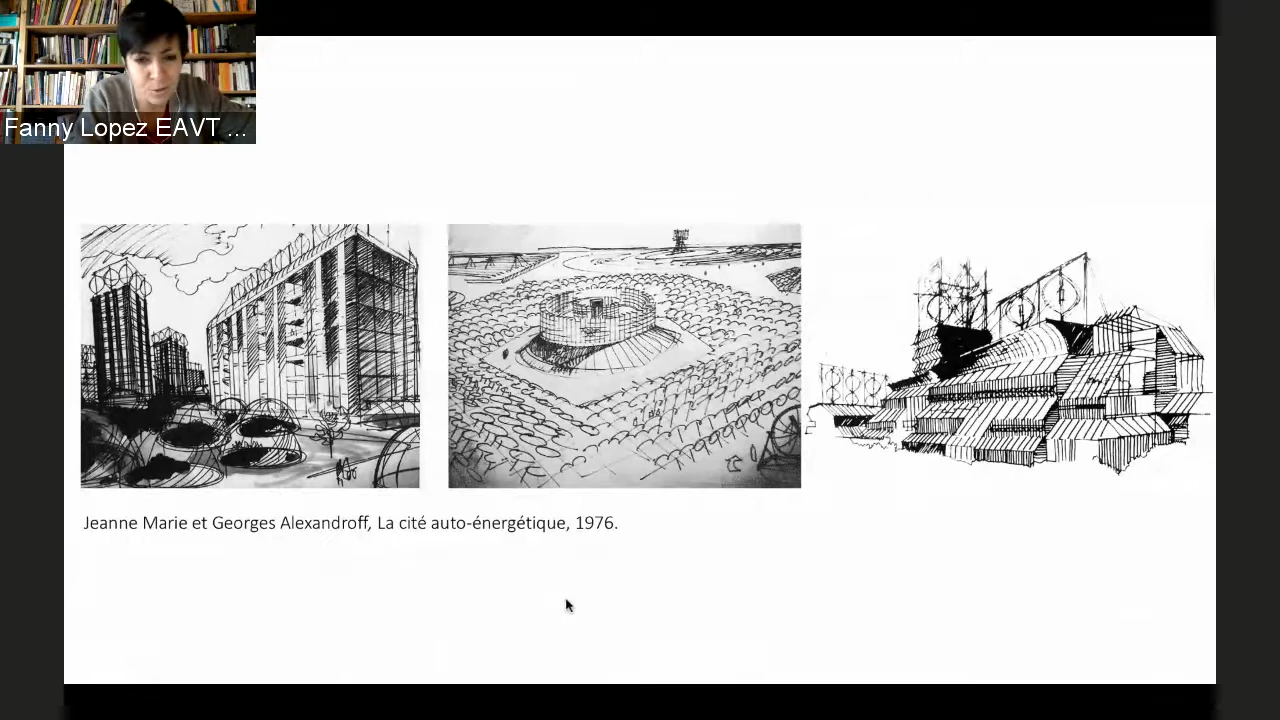 Fanny Lopez EAVT ...
Jeanne Marie et Georges Alexandroff, La cité auto-énergétique, 1976.